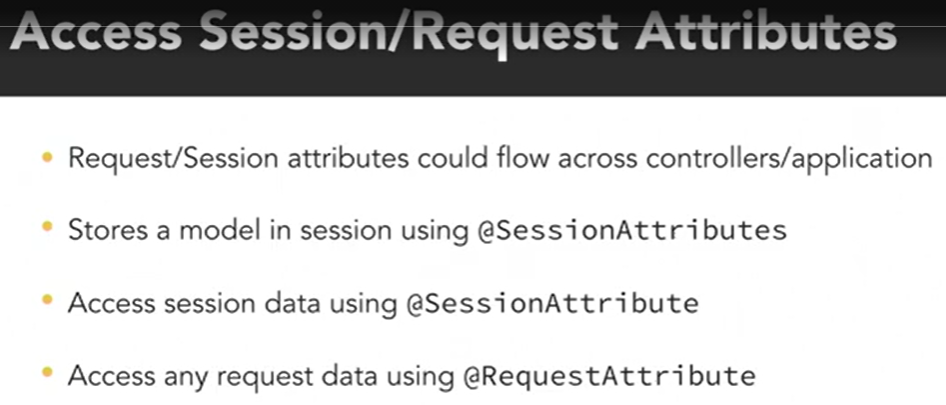 Access Session/Request Attributes
Request/Session attributes could flow across controllers/application
Stores a model in session using @SessionAttributes
Access session data using @SessionAttribute
Access any request data using @RequestAttribute